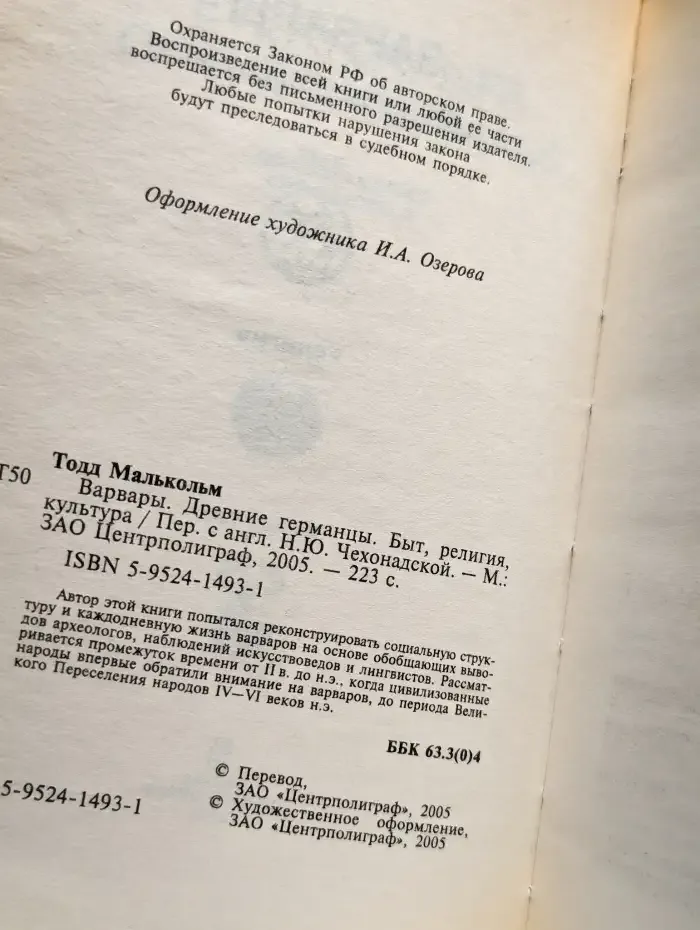 Охраняется Законом РФ об авторском праве.
Воспроизведение всей книги или любой ее части
воспрещается без письменного разрешения издателя.
Любые попытки нарушения закона
будут преследоваться в судебном порядке.
Оформление художника И.А. Озерова
Тодд Малькольм
Т50 Варвары. Древние германцы. Быт, религия,
культура / Пер. с англ. Н.Ю. Чехонадской. — М.:
ЗАО Центрполиграф, 2005. — 223 с.
ISBN 5-9524-1493-1
Автор этой книги попытался реконструировать социальную струк-
туру и каждодневную жизнь варваров на основе обобщающих выво-
дов археологов, наблюдений искусствоведов и лингвистов. Рассмат-
ривается промежуток времени от II в. до н.э., когда цивилизованные
народы впервые обратили внимание на варваров, до периода Вели-
кого Переселения народов IV—VI веков н.э.
ББК 63.3(0)4
© Перевод,
ЗАО «Центрполиграф», 2005
5-9524-1493-1 © Художественное оформление,
ЗАО «Центрполиграф», 2005